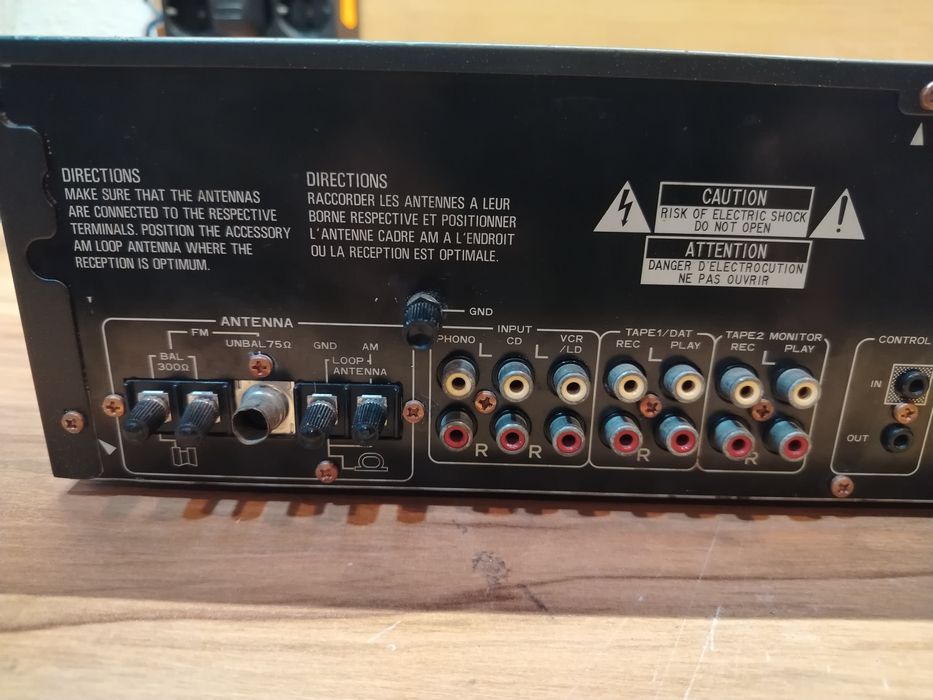 DIRECTIONS
MAKE SURE THAT THE ANTENNAS
ARE CONNECTED TO THE RESPECTIVE
TERMINALS. POSITION THE ACCESSORY
AM LOOP ANTENNA WHERE THE
RECEPTION IS OPTIMUM.
DIRECTIONS
RACCORDER LES ANTENNES A LEUR
BORNE RESPECTIVE ET POSITIONNER
L'ANTENNE CADRE AM A L'ENDROIT
OU LA RECEPTION EST OPTIMALE.
CAUTION
RISK OF ELECTRIC SHOCK
DO NOT OPEN
ATTENTION
DANGER D'ELECTROCUTION
NE PAS OUVRIR
GND
ANTENNA
FM
BAL
300Ω
UNBAL 75Ω
GND
AM
LOOP
ANTENNA
INPUT
PHONO
CD
VCR
/LD
L
L
R
R
TAPE1/DAT
REC
PLAY
L
R
TAPE2 MONITOR
REC
PLAY
L
R
CONTROL
IN
OUT